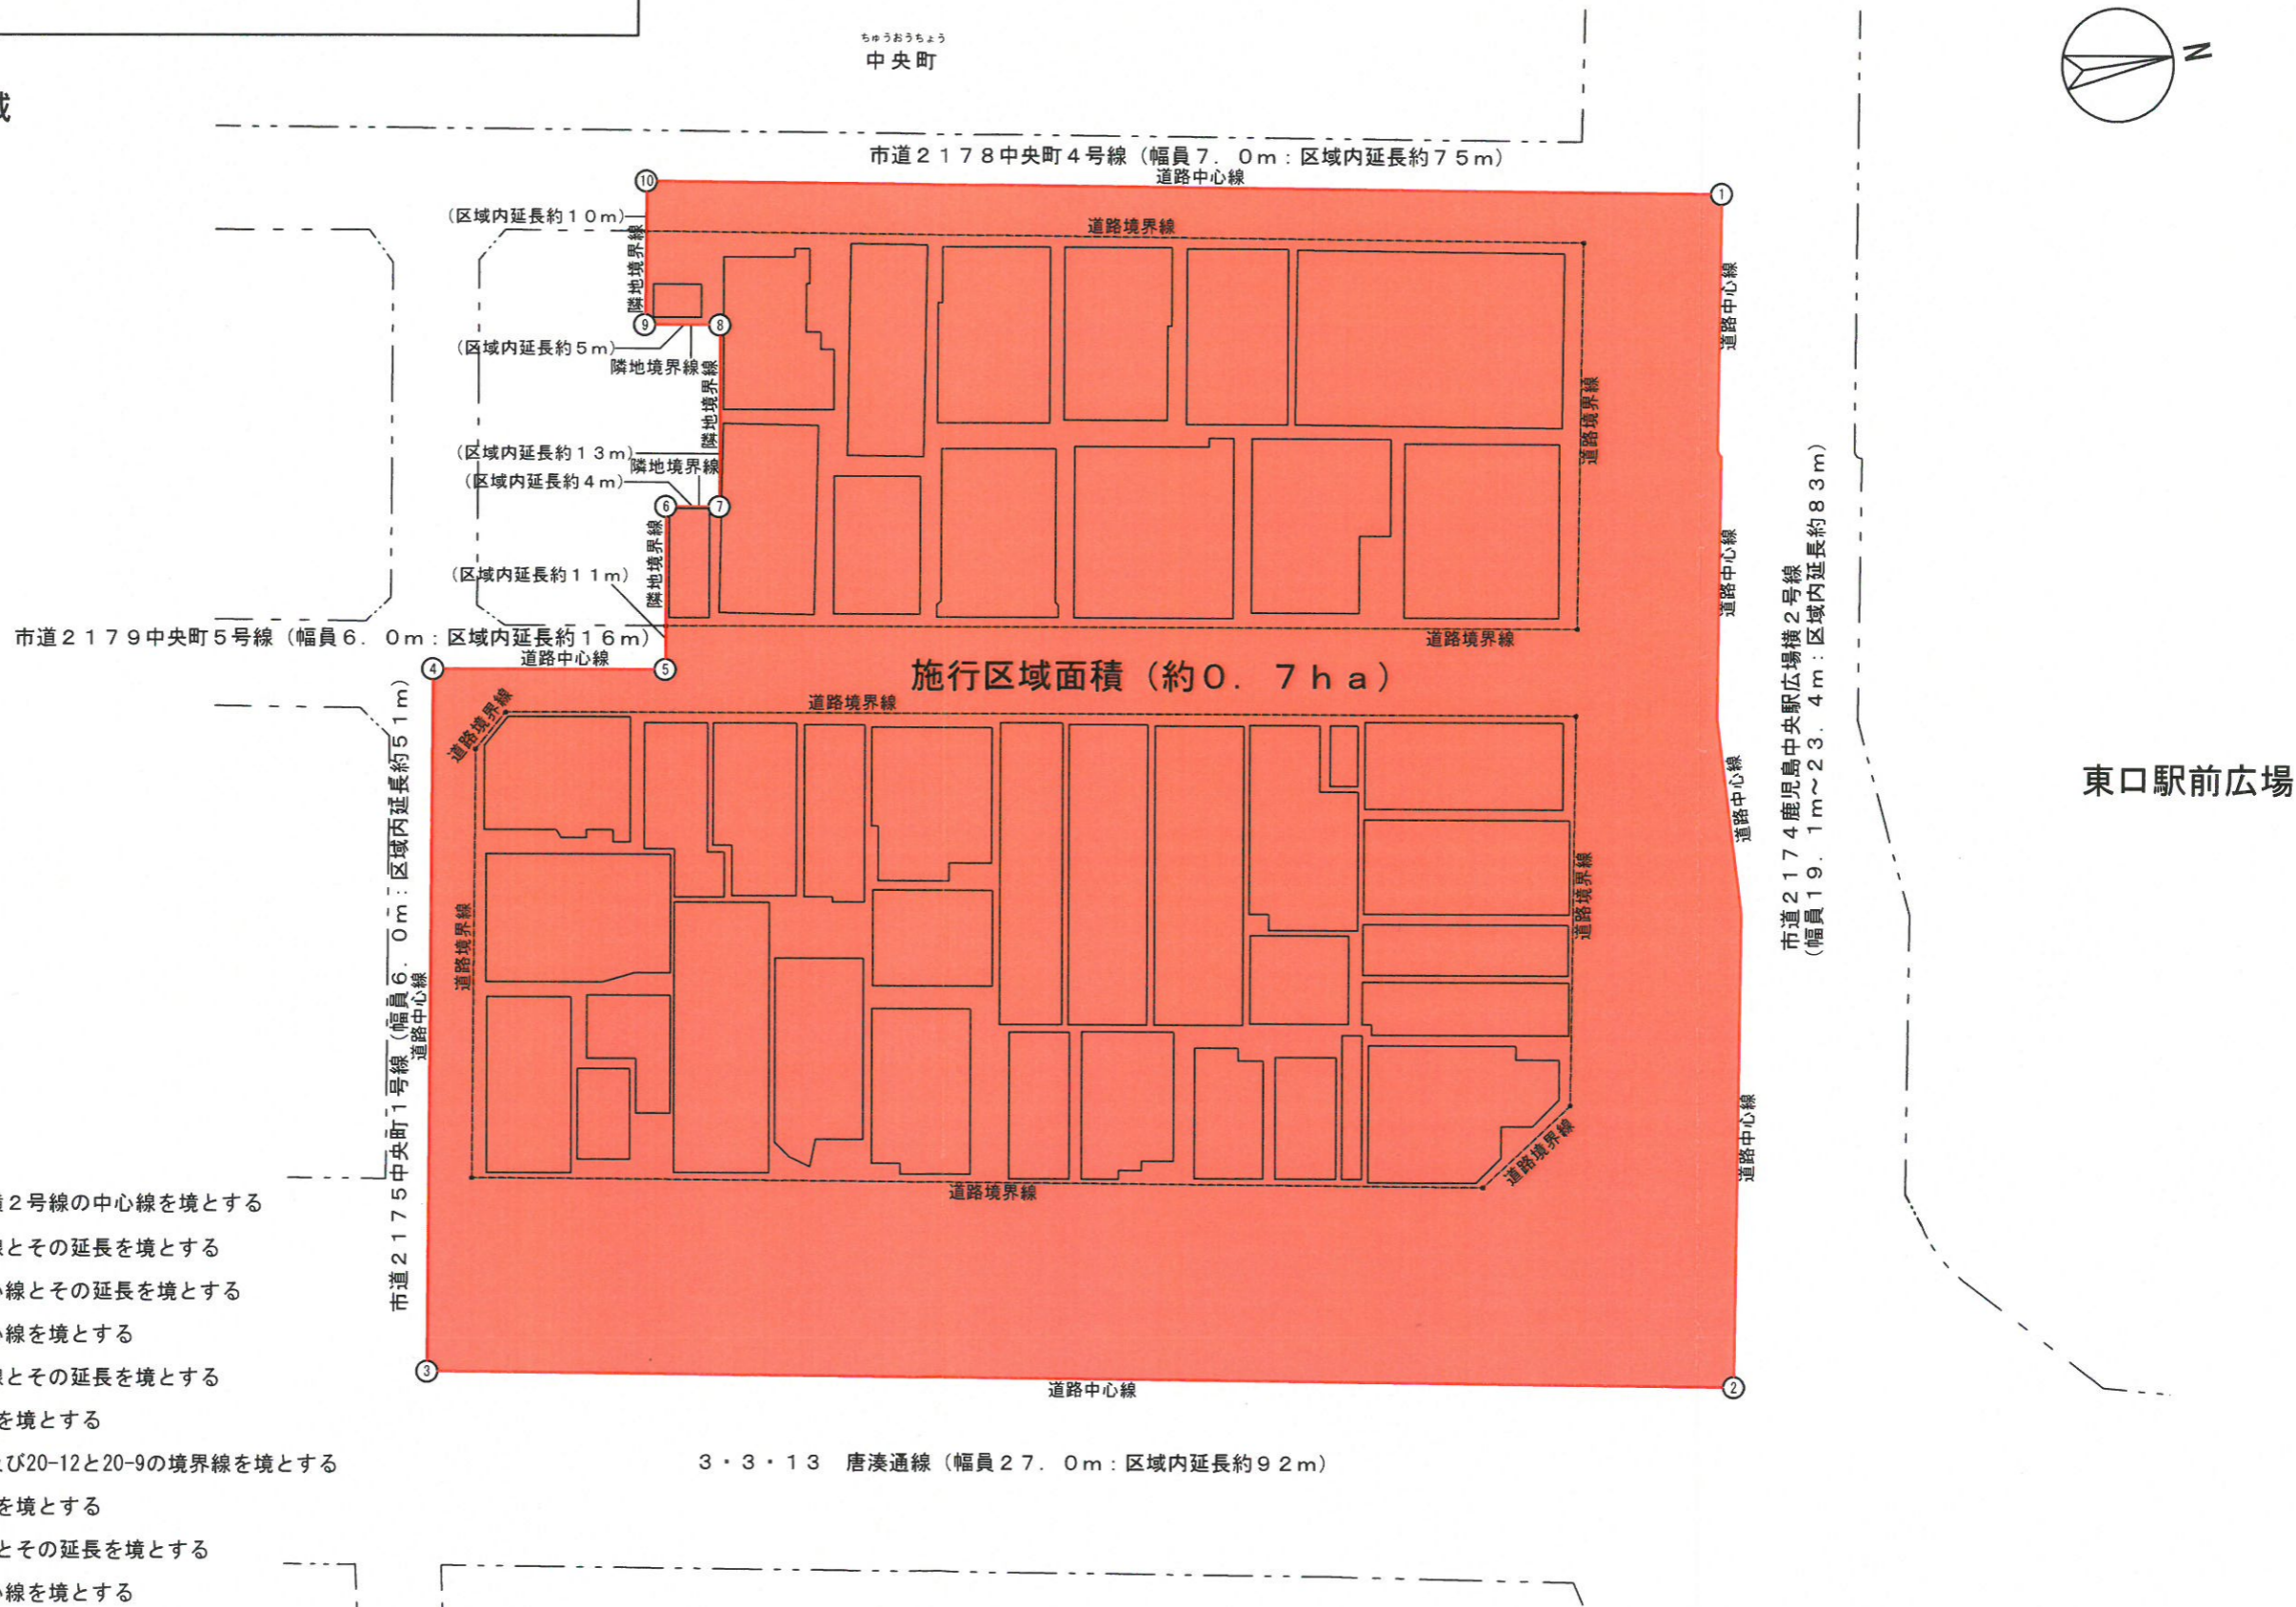 ちゅうおうちょう
中央町
N
域
市道２１７８中央町４号線（幅員７．０ｍ：区域内延長約７５ｍ）
道路中心線
⑩
①
（区域内延長約１０ｍ）
隣地境界線
道路境界線
道路中心線
⑨
⑧
（区域内延長約５ｍ）
隣地境界線
隣地境界線
道路境界線
（区域内延長約１３ｍ）
隣地境界線
（区域内延長約４ｍ）
⑥
⑦
隣地境界線
道路中心線
（区域内延長約１１ｍ）
市道２１７９中央町５号線（幅員６．０ｍ：区域内延長約１６ｍ）
道路中心線
道路境界線
④
⑤
施行区域面積（約０．７ｈａ）
道路境界線
道路境界線
道路中心線
市道２１７４鹿児島中央駅広場横２号線
（幅員１９．１ｍ～２３．４ｍ：区域内延長約８３ｍ）
東口駅前広場
市道２１７５中央町１号線（幅員６．０ｍ：区域内延長約５１ｍ）
道路中心線
道路境界線
道路境界線
道路中心線
道路境界線
道路境界線
③
②
道路中心線
３・３・１３　唐湊通線（幅員２７．０ｍ：区域内延長約９２ｍ）
２号線の中心線を境とする
線とその延長を境とする
線とその延長を境とする
線を境とする
線とその延長を境とする
を境とする
及び20-12と20-9の境界線を境とする
を境とする
とその延長を境とする
線を境とする